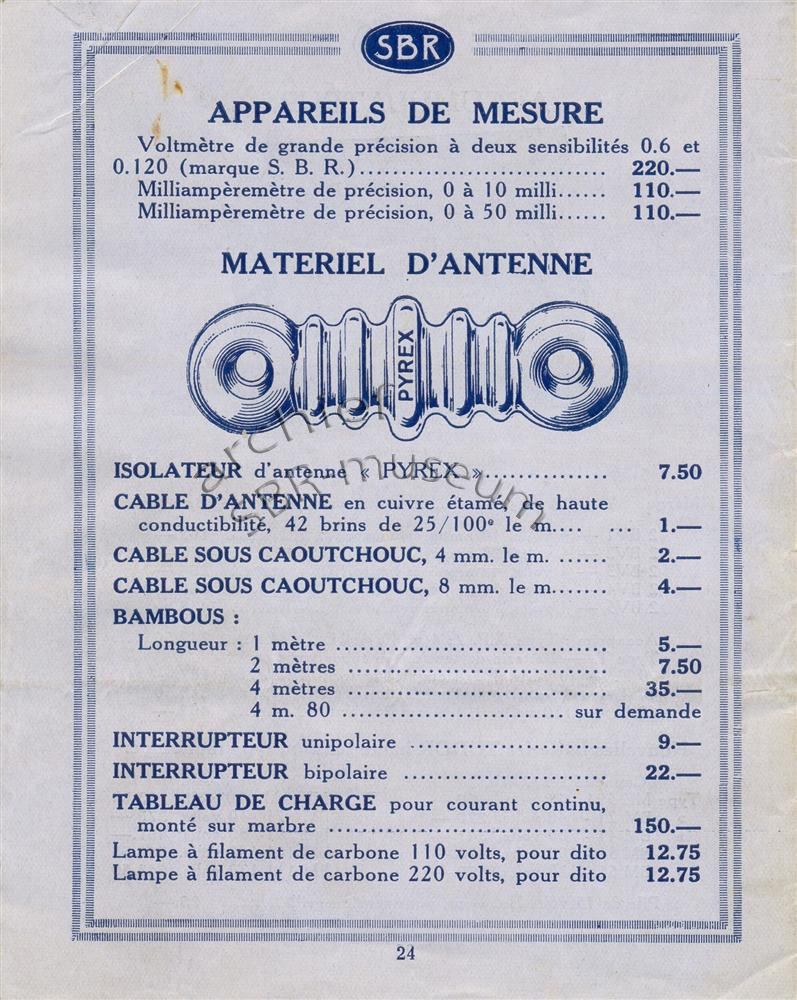 SBR
APPAREILS DE MESURE
Voltmètre de grande précision à deux sensibilités 0.6 et
0.120 (marque S. B. R.)............................... 220.—
Milliampèremètre de précision, 0 à 10 milli...... 110.—
Milliampèremètre de précision, 0 à 50 milli...... 110.—
MATERIEL D'ANTENNE
PYREX
ISOLATEUR d'antenne « PYREX »................ 7.50
CABLE D'ANTENNE en cuivre étamé, de haute
conductibilité, 42 brins de 25/100e le m.... ... 1.—
CABLE SOUS CAOUTCHOUC, 4 mm. le m. ...... 2.—
CABLE SOUS CAOUTCHOUC, 8 mm. le m....... 4.—
BAMBOUS :
Longueur : 1 mètre .................................. 5.—
2 mètres ................................. 7.50
4 mètres ................................. 35.—
4 m. 80 ............................ sur demande
INTERRUPTEUR unipolaire ......................... 9.—
INTERRUPTEUR bipolaire .......................... 22.—
TABLEAU DE CHARGE pour courant continu,
monté sur marbre ................................... 150.—
Lampe à filament de carbone 110 volts, pour dito 12.75
Lampe à filament de carbone 220 volts, pour dito 12.75
24
archief
SBR museum